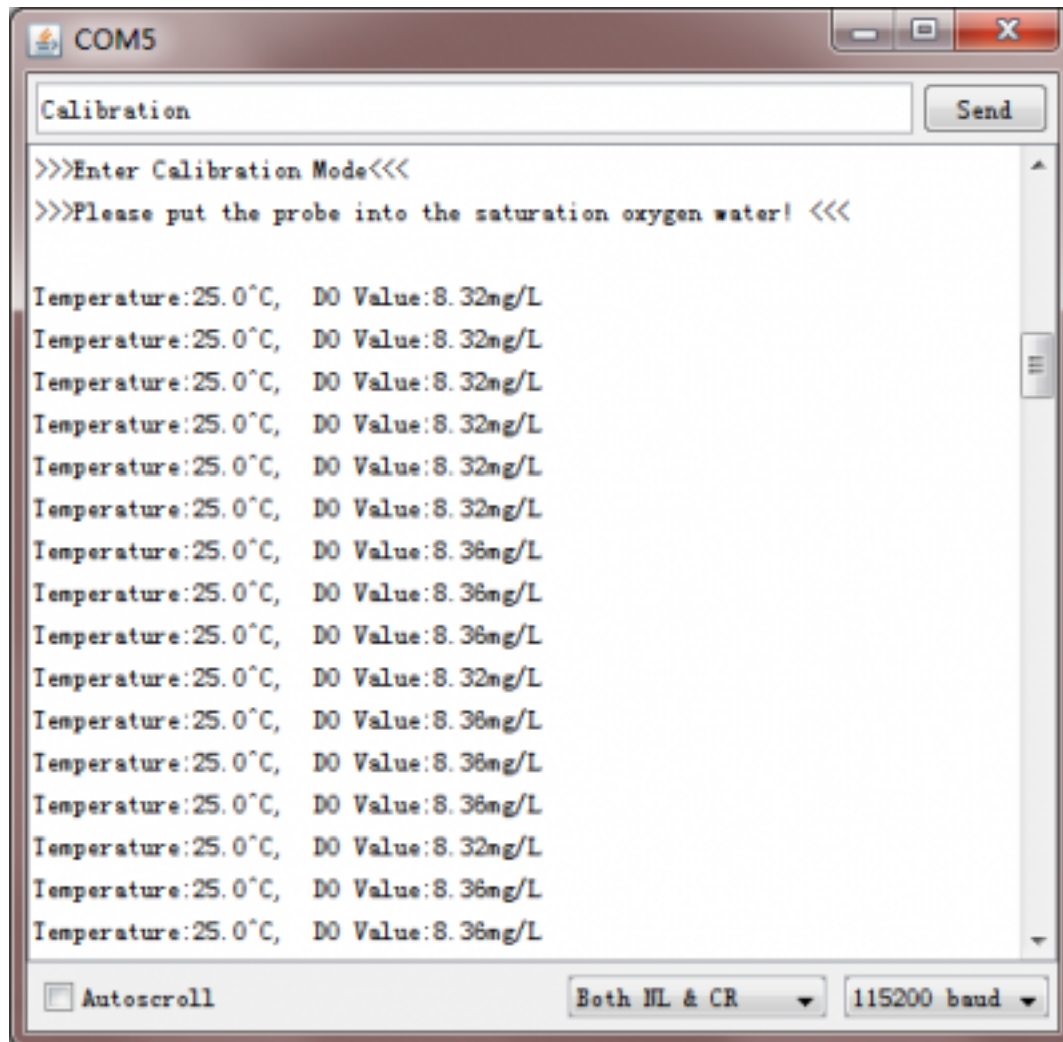 COM5
Calibration
Send
>>>Enter Calibration Mode<<<
>>>Please put the probe into the saturation oxygen water! <<<
Temperature:25.0^C, DO Value:8.32mg/L
Temperature:25.0^C, DO Value:8.32mg/L
Temperature:25.0^C, DO Value:8.32mg/L
Temperature:25.0^C, DO Value:8.32mg/L
Temperature:25.0^C, DO Value:8.32mg/L
Temperature:25.0^C, DO Value:8.32mg/L
Temperature:25.0^C, DO Value:8.36mg/L
Temperature:25.0^C, DO Value:8.36mg/L
Temperature:25.0^C, DO Value:8.36mg/L
Temperature:25.0^C, DO Value:8.32mg/L
Temperature:25.0^C, DO Value:8.36mg/L
Temperature:25.0^C, DO Value:8.36mg/L
Temperature:25.0^C, DO Value:8.36mg/L
Temperature:25.0^C, DO Value:8.32mg/L
Temperature:25.0^C, DO Value:8.36mg/L
Temperature:25.0^C, DO Value:8.36mg/L
Autoscroll
Both NL & CR
115200 baud